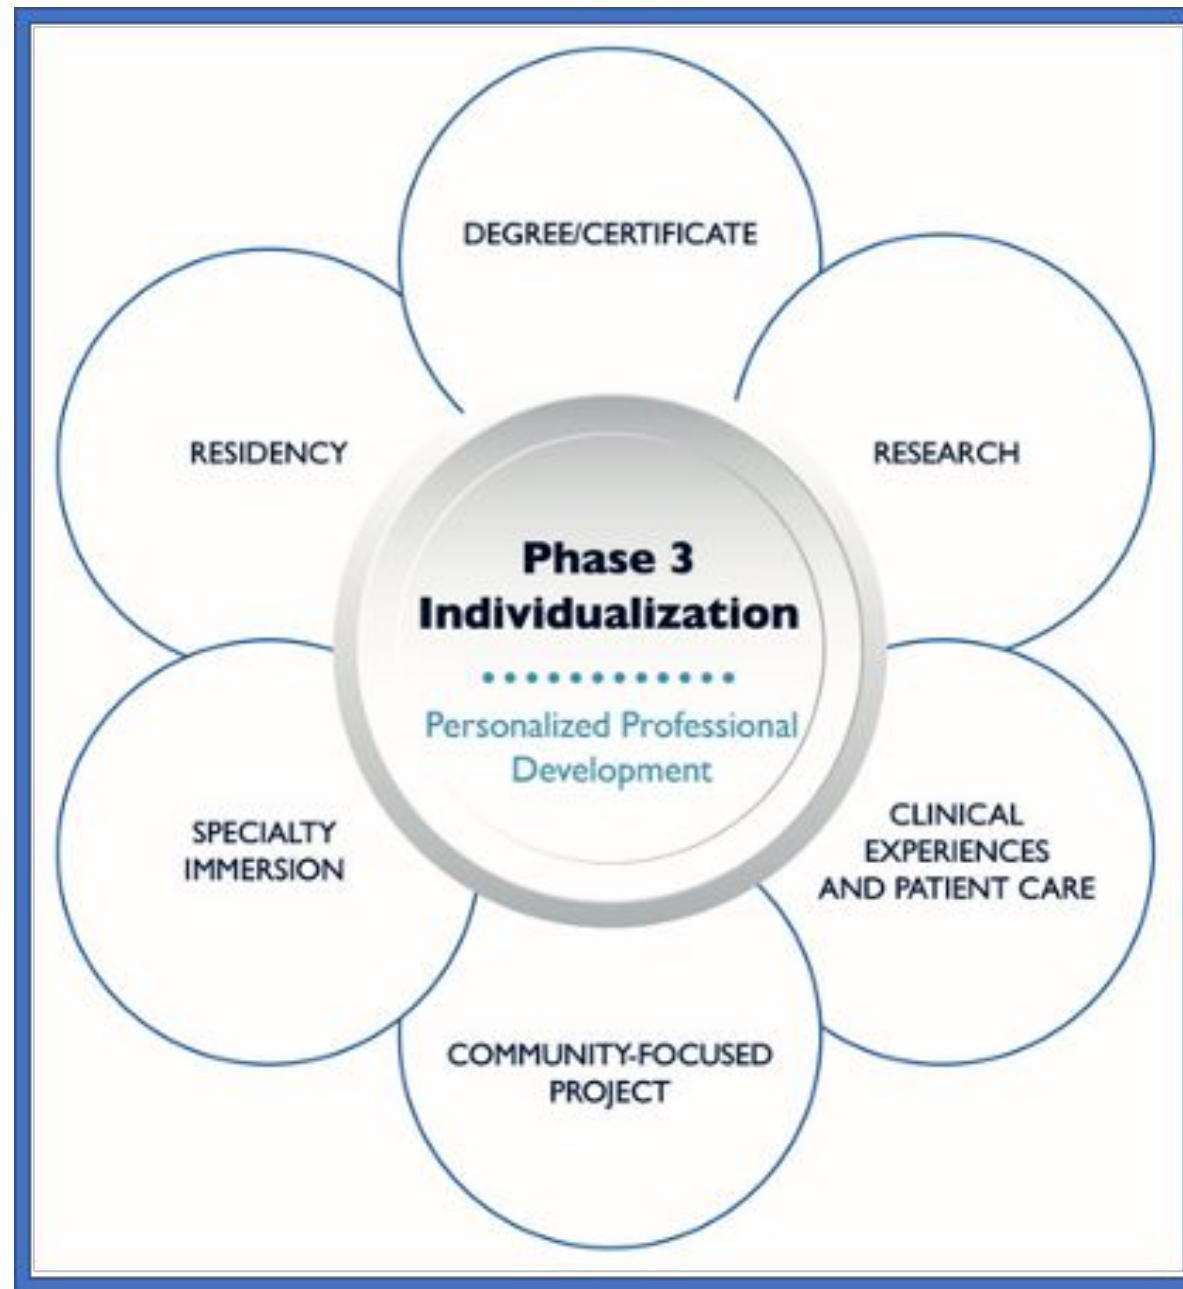 DEGREE/CERTIFICATE
RESEARCH
CLINICAL
EXPERIENCES
AND PATIENT CARE
COMMUNITY-FOCUSED
PROJECT
SPECIALTY
IMMERSION
RESIDENCY
Phase 3
Individualization
Personalized Professional
Development